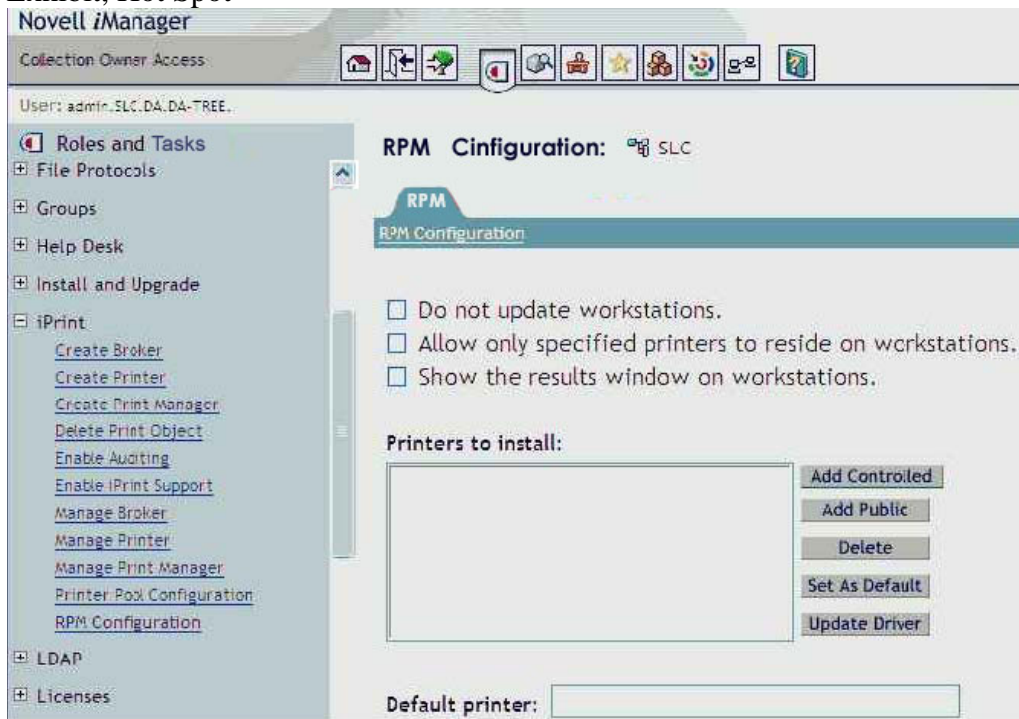 Exhibit, Hot Spot
Novell iManager
Collection Owner Access
User: admin.SLC.DA.DA-TREE.
Roles and Tasks
File Protocols
Groups
Help Desk
Install and Upgrade
iPrint
Create Broker
Create Printer
Create Print Manager
Delete Print Object
Enable Auditing
Enable iPrint Support
Manage Broker
Manage Printer
Manage Print Manager
Printer Pool Configuration
RPM Configuration
LDAP
Licenses
RPM Cinfiguration: SLC
RPM
RPM Configuration
Do not update workstations.
Allow only specified printers to reside on workstations.
Show the results window on workstations.
Printers to install:
Add Controlled
Add Public
Delete
Set As Default
Update Driver
Default printer: